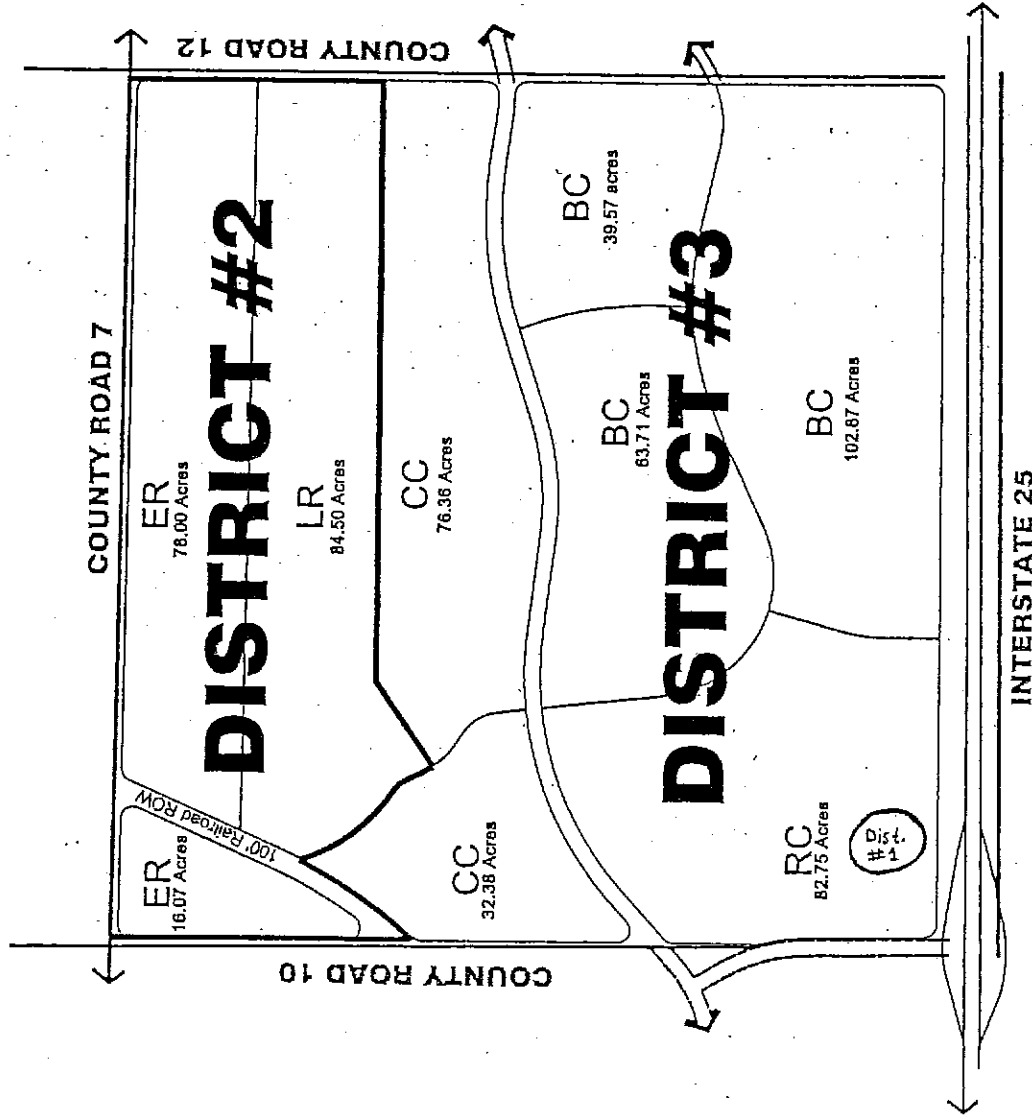 COUNTY ROAD 7
COUNTY ROAD 12
ER
78.00 Acres
DISTRICT #2
LR
84.50 Acres
100' Railroad ROW
ER
16.07 Acres
CC
76.36 Acres
CC
32.38 Acres
COUNTY ROAD 10
BC
39.57 acres
BC
63.71 Acres
DISTRICT #3
BC
102.87 Acres
RC
82.75 Acres
Dist.
#1
INTERSTATE 25